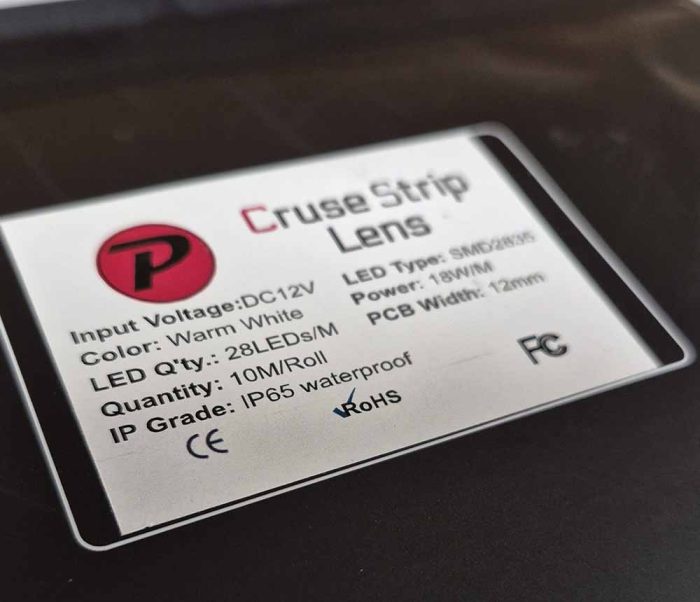 P
Cruse Strip
Lens
Input Voltage:DC12V
Color: Warm White
LED Q'ty.: 28LEDs/M
Quantity: 10M/Roll
IP Grade: IP65 waterproof
LED Type: SMD2835
Power: 18W/M
PCB Width: 12mm
CE
RoHS
FC